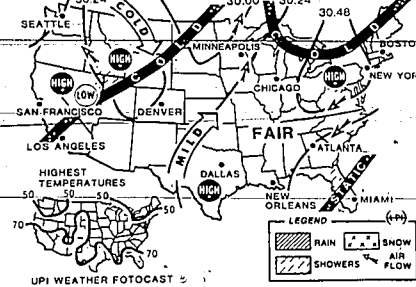 30.24
30.00
30.24
30.48
SEATTLE
COLD
COLD
COLD
BOSTON
MINNEAPOLIS
HIGH
HIGH
HIGH
NEW YORK
LOW
CHICAGO
SAN FRANCISCO
DENVER
LOS ANGELES
MILD
FAIR
ATLANTA
HIGHEST
TEMPERATURES
DALLAS
HIGH
STATIC
NEW
ORLEANS
MIAMI
50
50
50
50
70
70
LEGEND
RAIN
SNOW
SHOWERS
AIR
FLOW
UPI WEATHER FOTOCAST